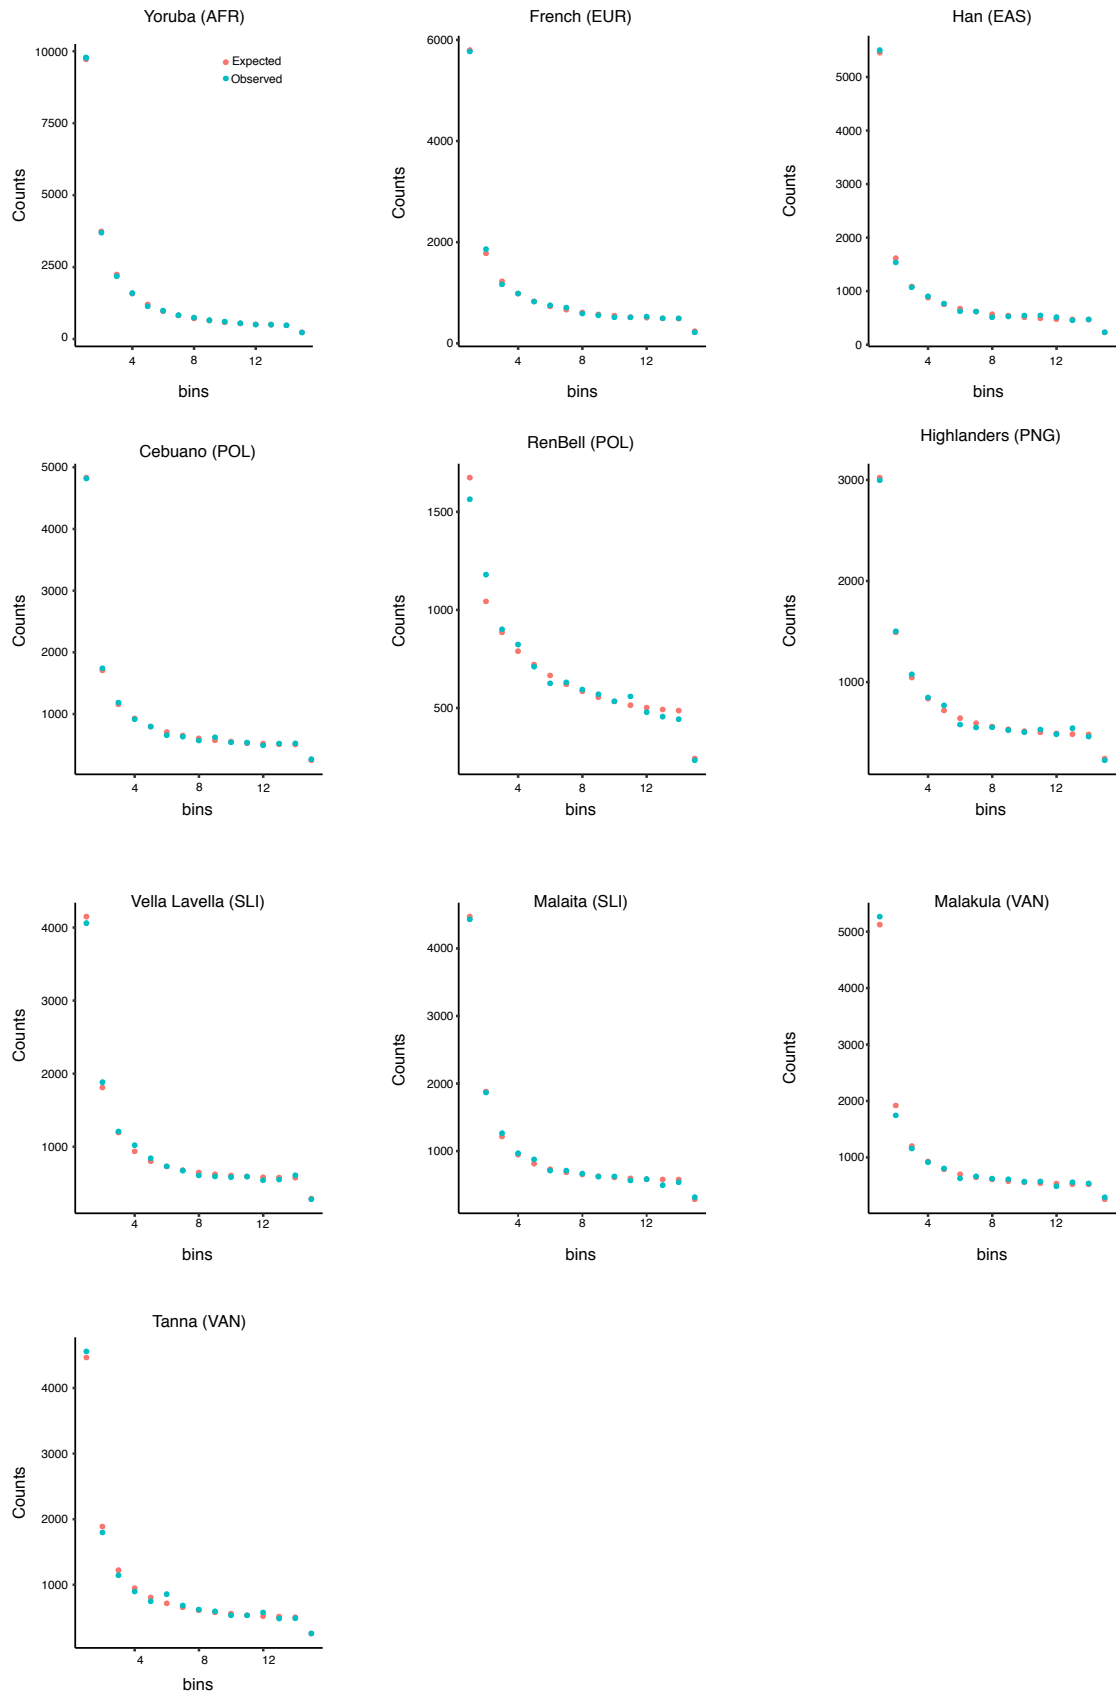 Yoruba (AFR)
10000
7500
5000
2500
0
Counts
4
8
12
bins
Expected
Observed
French (EUR)
6000
4000
2000
0
Counts
4
8
12
bins
Han (EAS)
5000
4000
3000
2000
1000
0
Counts
4
8
12
bins
Cebuano (POL)
5000
4000
3000
2000
1000
Counts
4
8
12
bins
RenBell (POL)
1500
1000
500
Counts
4
8
12
bins
Highlanders (PNG)
3000
2000
1000
Counts
4
8
12
bins
Vella Lavella (SLI)
4000
3000
2000
1000
Counts
4
8
12
bins
Malaita (SLI)
4000
3000
2000
1000
Counts
4
8
12
bins
Malakula (VAN)
5000
4000
3000
2000
1000
Counts
4
8
12
bins
Tanna (VAN)
4000
3000
2000
1000
Counts
4
8
12
bins